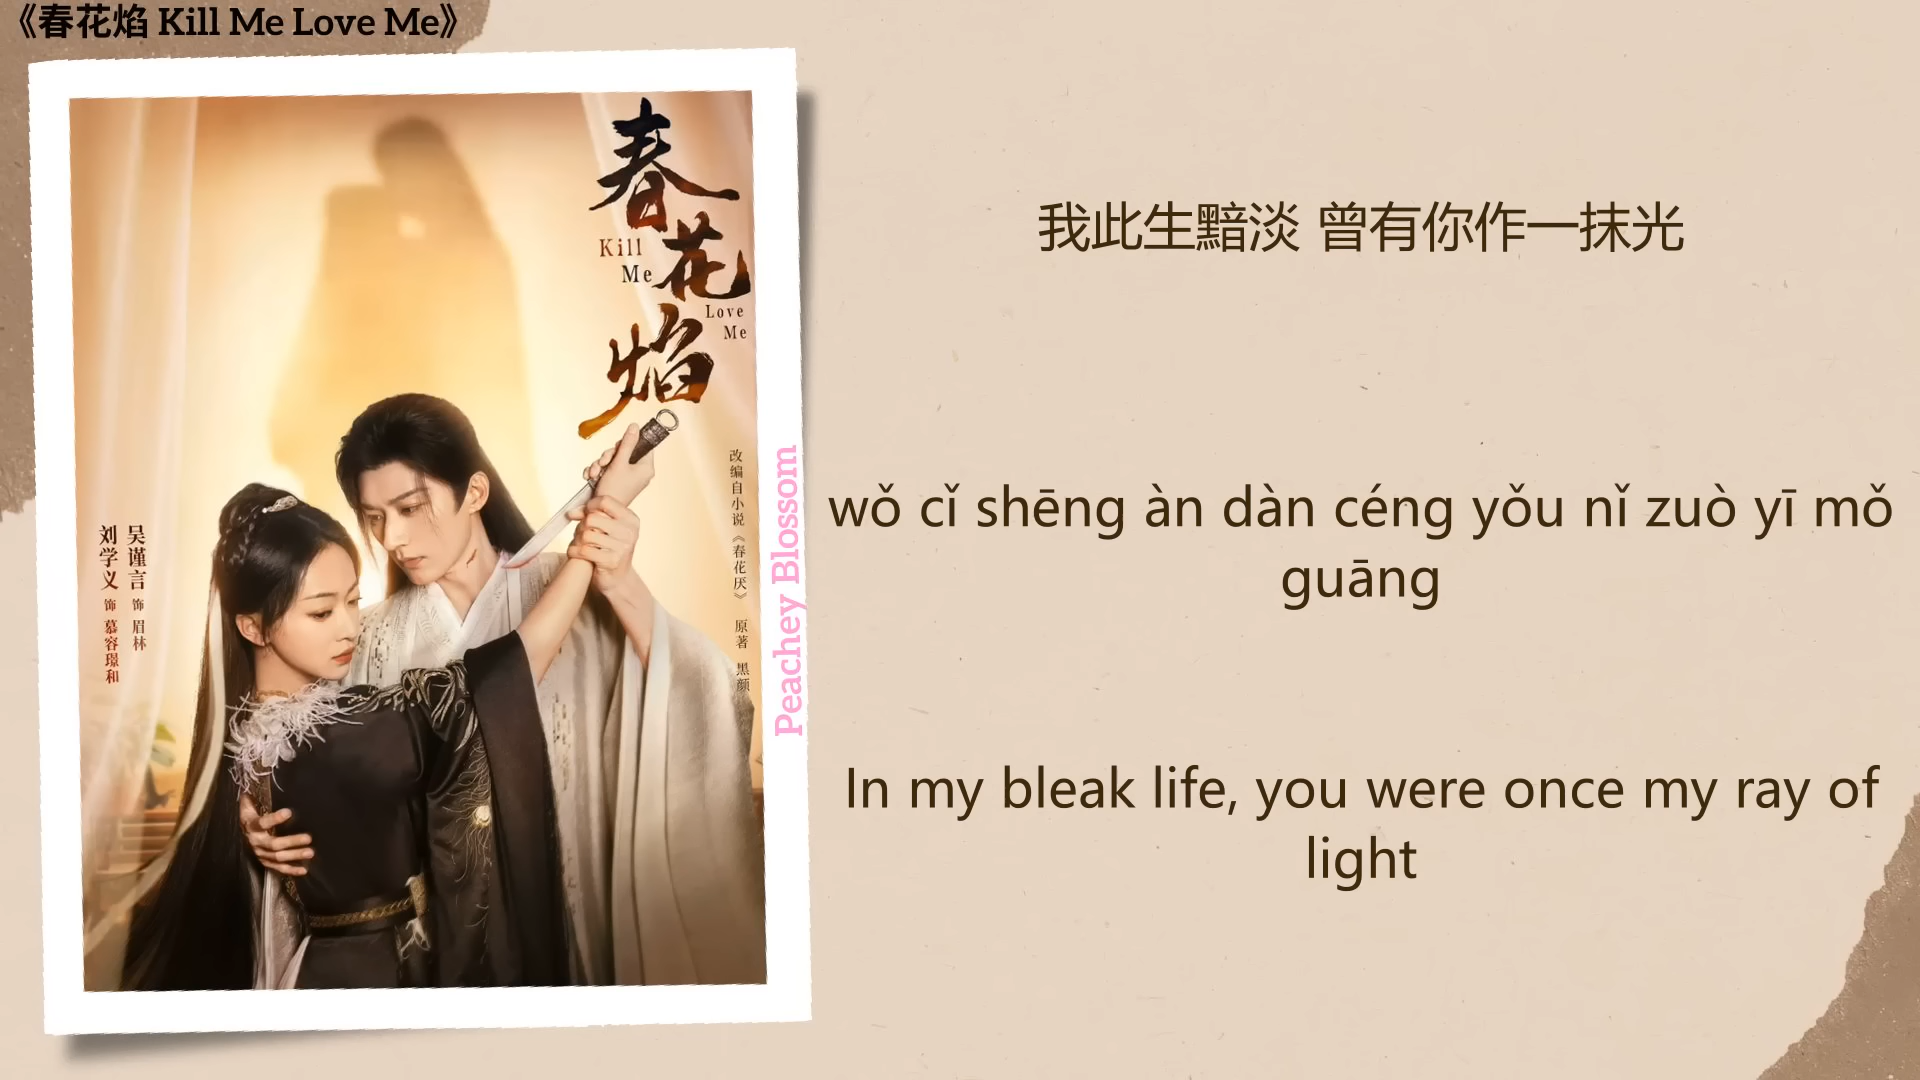 《春花焰 Kill Me Love Me》
春花焰
Kill
Me
Love
Me
改编自小说《春花厌》 原著 黑颜
吴谨言 饰 眉林
刘学义 饰 慕容璟和
Peachey Blossom
我此生黯淡 曾有你作一抹光
wǒ cǐ shēng àn dàn céng yǒu nǐ zuò yī mǒ
guāng
In my bleak life, you were once my ray of
light